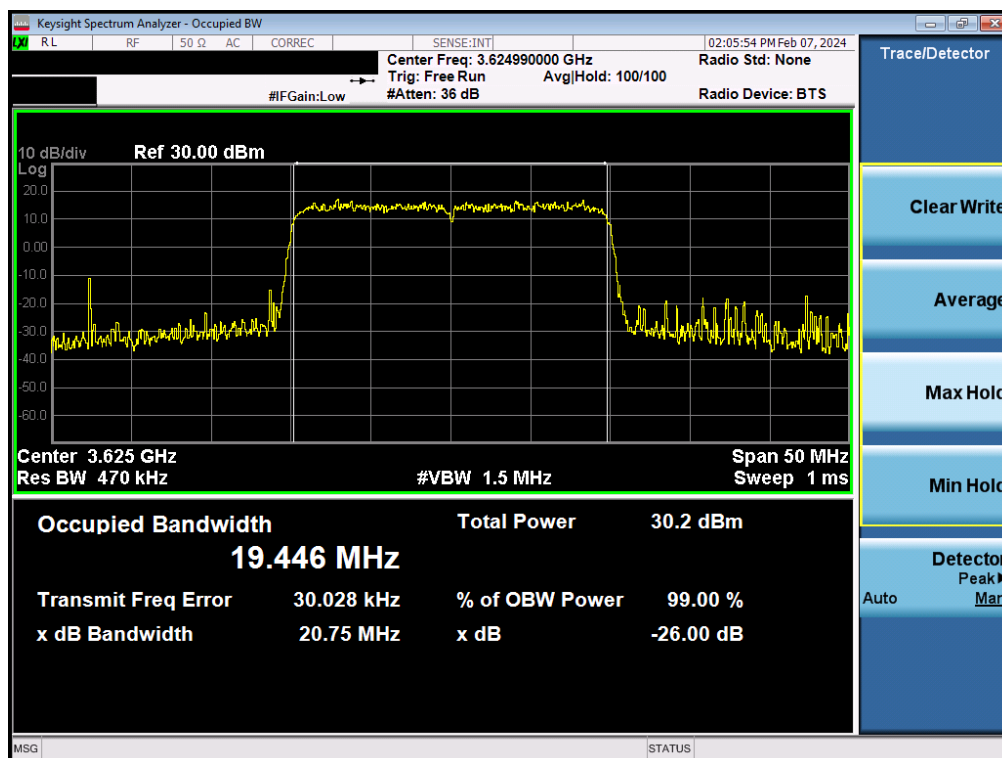 Keysight Spectrum Analyzer - Occupied BW
LXI RL RF 50 Ω AC CORREC SENSE:INT 02:05:54 PM Feb 07, 2024
Center Freq: 3.624990000 GHz Radio Std: None
Trig: Free Run Avg|Hold: 100/100
#IFGain:Low #Atten: 36 dB Radio Device: BTS
10 dB/div Ref 30.00 dBm
Log
20.0
10.0
0.00
-10.0
-20.0
-30.0
-40.0
-50.0
-60.0
Center 3.625 GHz Span 50 MHz
Res BW 470 kHz #VBW 1.5 MHz Sweep 1 ms
Occupied Bandwidth Total Power 30.2 dBm
19.446 MHz
Transmit Freq Error 30.028 kHz % of OBW Power 99.00 %
x dB Bandwidth 20.75 MHz x dB -26.00 dB
MSG STATUS
Trace/Detector
Clear Write
Average
Max Hold
Min Hold
Detector
Peak
Auto Man